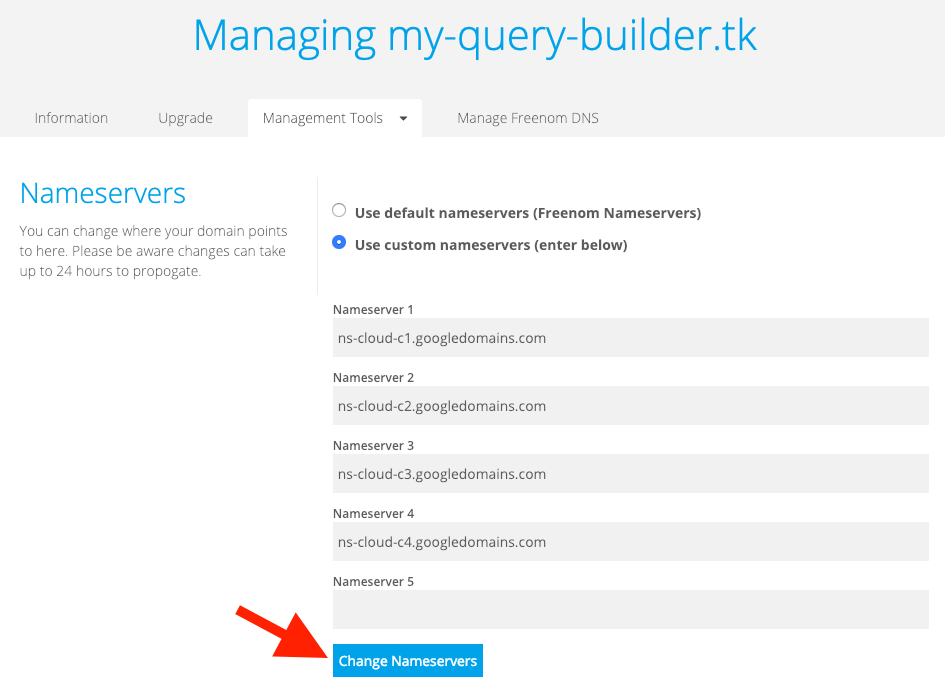 Managing my-query-builder.tk
Information
Upgrade
Management Tools
Manage Freenom DNS
Nameservers
You can change where your domain points
to here. Please be aware changes can take
up to 24 hours to propogate.
Use default nameservers (Freenom Nameservers)
Use custom nameservers (enter below)
Nameserver 1
ns-cloud-c1.googledomains.com
Nameserver 2
ns-cloud-c2.googledomains.com
Nameserver 3
ns-cloud-c3.googledomains.com
Nameserver 4
ns-cloud-c4.googledomains.com
Nameserver 5
Change Nameservers